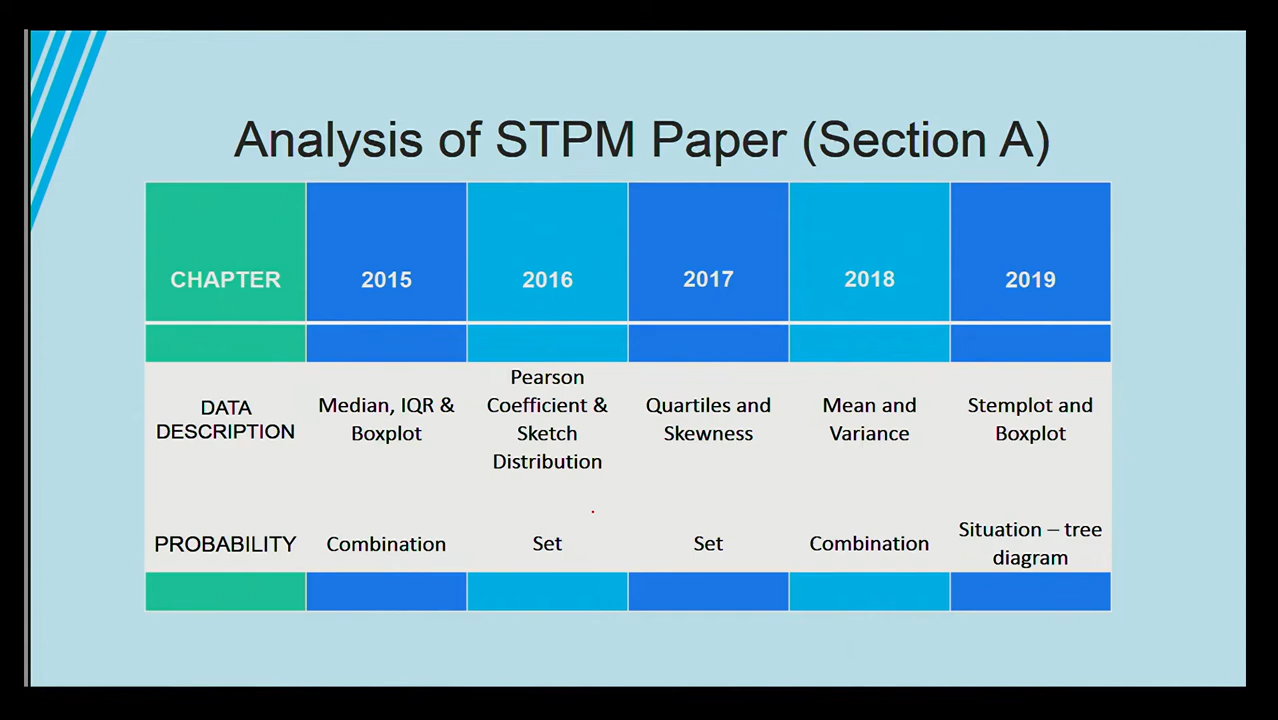 Analysis of STPM Paper (Section A)
CHAPTER
2015
2016
2017
2018
2019
DATA
DESCRIPTION
Median, IQR &
Boxplot
Pearson
Coefficient &
Sketch
Distribution
Quartiles and
Skewness
Mean and
Variance
Stemplot and
Boxplot
PROBABILITY
Combination
Set
Set
Combination
Situation – tree
diagram